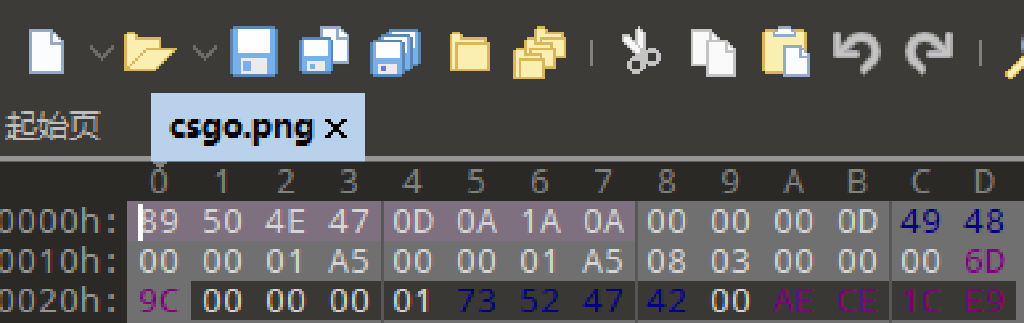 起始页 csgo.png ×
0 1 2 3 4 5 6 7 8 9 A B C D
0000h: 89 50 4E 47 0D 0A 1A 0A 00 00 00 0D 49 48
0010h: 00 00 01 A5 00 00 01 A5 08 03 00 00 00 6D
0020h: 9C 00 00 00 01 73 52 47 42 00 AE CE 1C E9